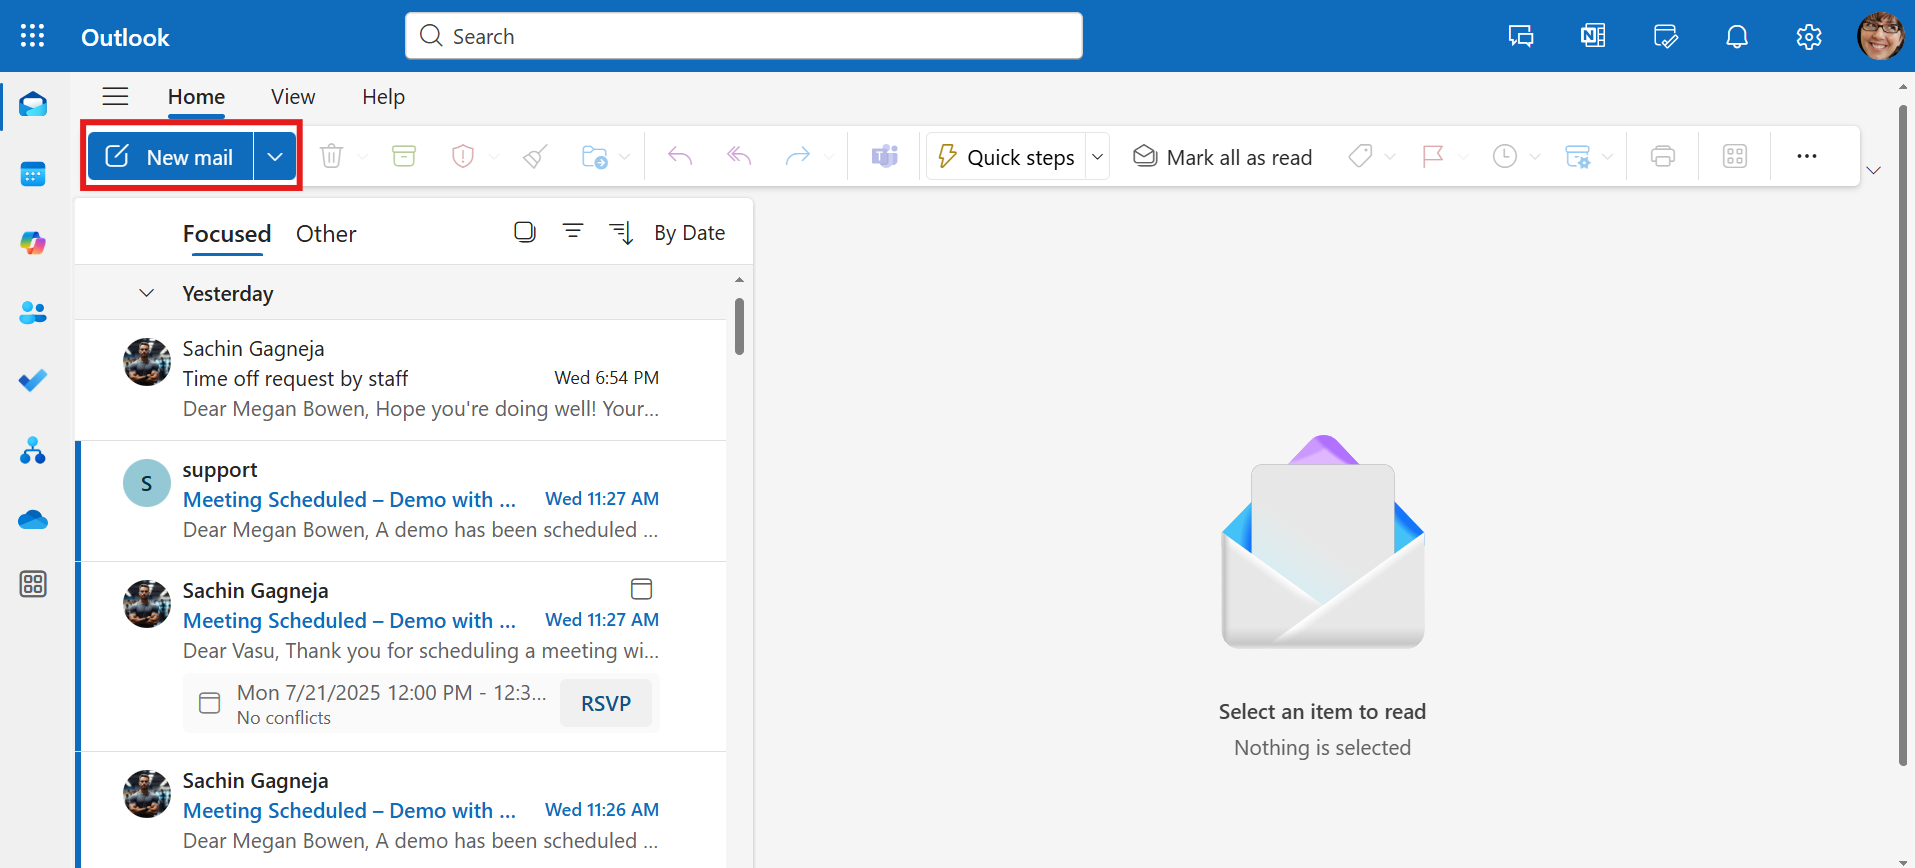 Outlook
Search
Home View Help
New mail
Quick steps
Mark all as read
Focused Other
By Date
Yesterday
Sachin Gagneja
Time off request by staff Wed 6:54 PM
Dear Megan Bowen, Hope you're doing well! Your...
S
support
Meeting Scheduled – Demo with ... Wed 11:27 AM
Dear Megan Bowen, A demo has been scheduled ...
Sachin Gagneja
Meeting Scheduled – Demo with ... Wed 11:27 AM
Dear Vasu, Thank you for scheduling a meeting wi...
Mon 7/21/2025 12:00 PM - 12:3...
No conflicts
RSVP
Sachin Gagneja
Meeting Scheduled – Demo with ... Wed 11:26 AM
Dear Megan Bowen, A demo has been scheduled ...
Select an item to read
Nothing is selected